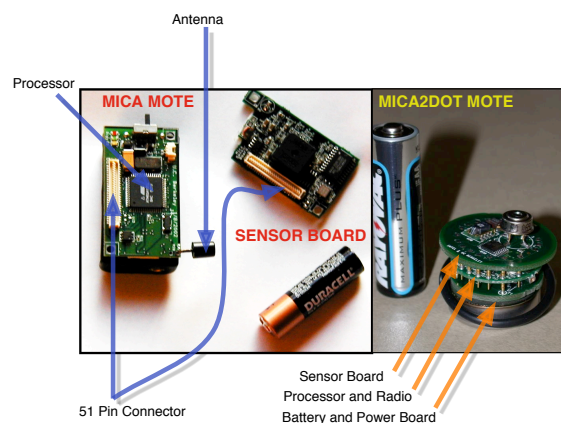 Antenna
Processor
MICA MOTE
MICA2DOT MOTE
SENSOR BOARD
DURACELL
RAYOVAC
MAXIMUM PLUS
Sensor Board
Processor and Radio
Battery and Power Board
51 Pin Connector